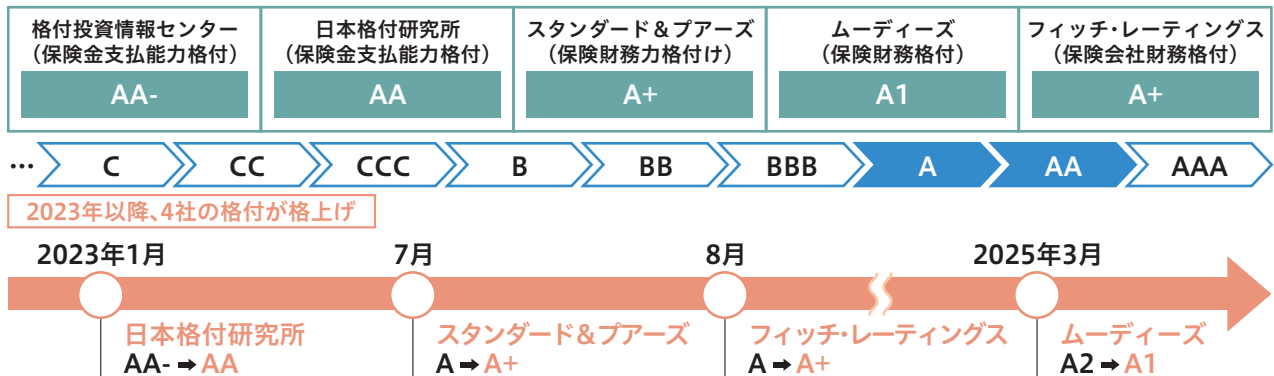 格付投資情報センター
(保険金支払能力格付)
AA-
日本格付研究所
(保険金支払能力格付)
AA
スタンダード&プアーズ
(保険財務力格付け)
A+
ムーディーズ
(保険財務格付)
A1
フィッチ・レーティングス
(保険会社財務格付)
A+
… C CC CCC B BB BBB A AA AAA
2023年以降、4社の格付が格上げ
2023年1月
日本格付研究所
AA-➡AA
7月
スタンダード&プアーズ
A➡A+
8月
フィッチ・レーティングス
A➡A+
2025年3月
ムーディーズ
A2➡A1